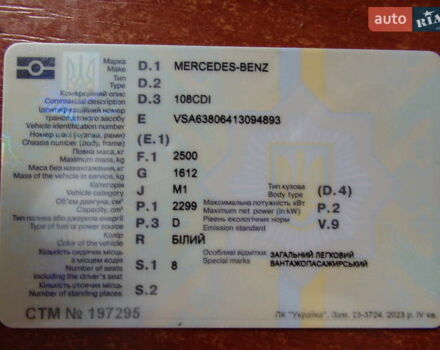 auto RIA
Марка
Make D.1 MERCEDES-BENZ
Тип
Type D.2
Комерційний опис
Commercial description D.3 108CDI
Ідентифікаційний номер
транспортного засобу
Vehicle identification number E VSA63806413094893
Номер шасі (кузова, рами)
Chassis number (body, frame) (E.1)
Повна маса, кг
Maximum mass, kg F.1 2500
Маса без навантаження, кг
Mass of the vehicle in service, kg G 1612
Категорія
Vehicle category J M1 Тип кузова
Body type (D.4)
Об'єм двигуна, см³
Capacity, cm³ P.1 2299 Максимальна потужність, кВт
Maximum net power (in kW) P.2
Тип палива або джерела енергії
Type of fuel or power source P.3 D Рівень екологічних норм
Emission standard V.9
Колір
Color of the vehicle R БІЛИЙ
Кількість сидячих місць
з місцем водія
Number of seats
including the driver's seat S.1 8 Особливі відмітки
Special marks ЗАГАЛЬНИЙ ЛЕГКОВИЙ
ВАНТАЖОПАСАЖИРСЬКИЙ
Кількість стоячих місць
Number of standing places S.2
СТМ № 197295
ПК "Україна", Зам. 23-3724, 2023 р. IV кв.